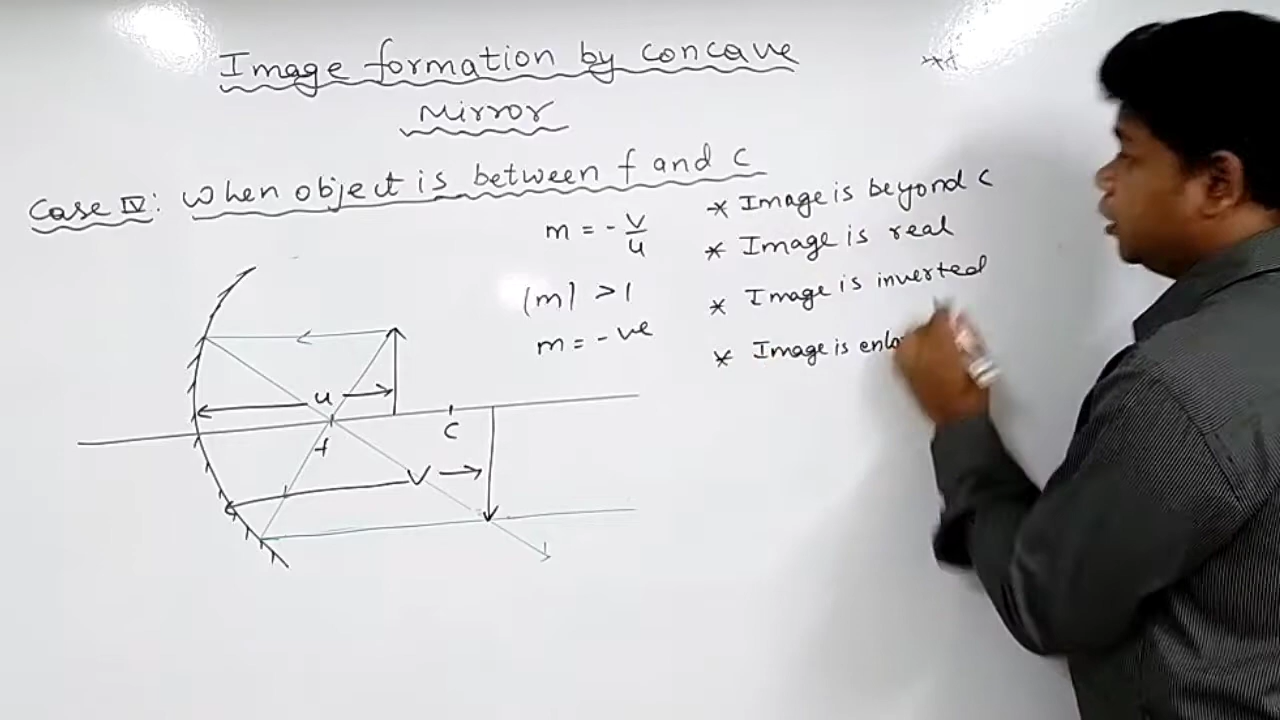 Image formation by concave
Mirror
Case IV: When object is between f and c
m = - v/u
|m| > 1
m = - ve
* Image is beyond c
* Image is real
* Image is inverted
* Image is enla
u
f
c
V